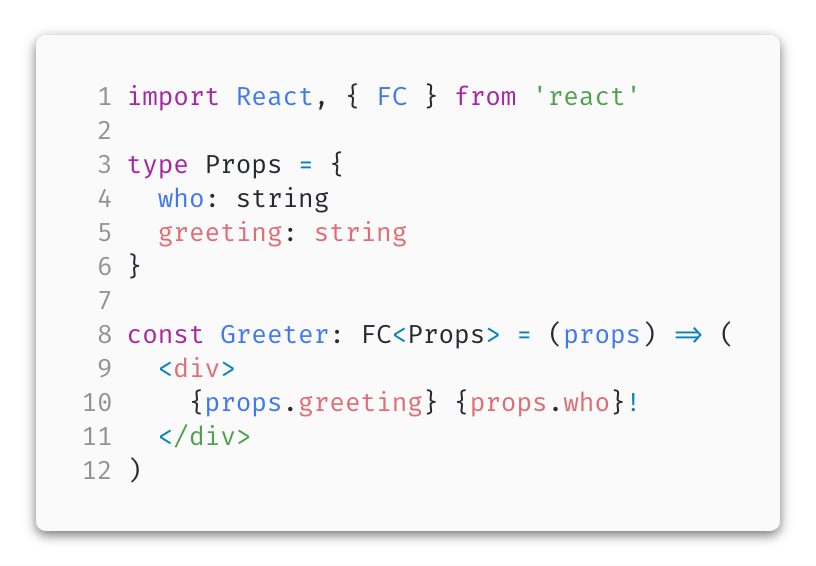 1 import React, { FC } from 'react'
2
3 type Props = {
4   who: string
5   greeting: string
6 }
7
8 const Greeter: FC<Props> = (props) => (
9   <div>
10     {props.greeting} {props.who}!
11   </div>
12 )